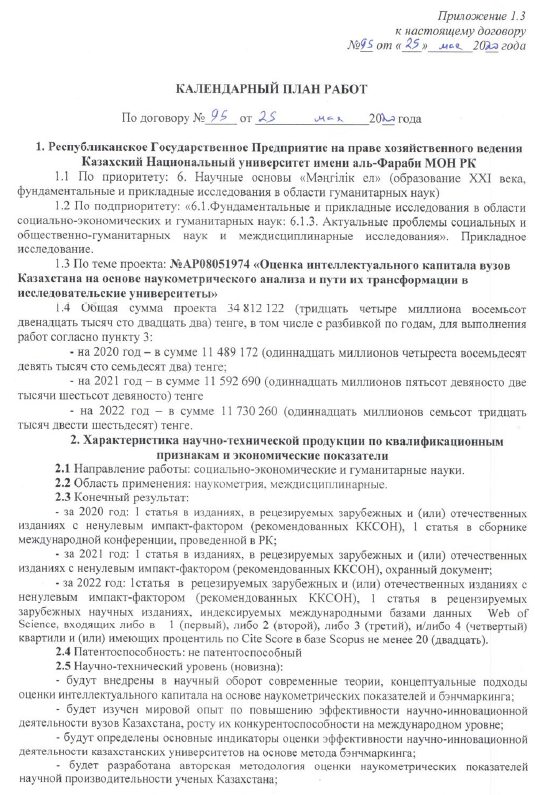 Приложение 1.3
к настоящему договору
№95 от «25» мая 2020 года
КАЛЕНДАРНЫЙ ПЛАН РАБОТ
По договору № 95 от 25 мая 2020 года
1. Республиканское Государственное Предприятие на праве хозяйственного ведения
Казахский Национальный университет имени аль-Фараби МОН РК
1.1 По приоритету: 6. Научные основы «Мәңгілік ел» (образование XXI века,
фундаментальные и прикладные исследования в области гуманитарных наук)
1.2 По подприоритету: «6.1.Фундаментальные и прикладные исследования в области
социально-экономических и гуманитарных наук: 6.1.3. Актуальные проблемы социальных и
общественно-гуманитарных наук и междисциплинарные исследования». Прикладное
исследование.
1.3 По теме проекта: №АР08051974 «Оценка интеллектуального капитала вузов
Казахстана на основе наукометрического анализа и пути их трансформации в
исследовательские университеты»
1.4 Общая сумма проекта 34 812 122 (тридцать четыре миллиона восемьсот
двенадцать тысяч сто двадцать два) тенге, в том числе с разбивкой по годам, для выполнения
работ согласно пункту 3:
- на 2020 год – в сумме 11 489 172 (одиннадцать миллионов четыреста восемьдесят
девять тысяч сто семьдесят два) тенге;
- на 2021 год – в сумме 11 592 690 (одиннадцать миллионов пятьсот девяносто две
тысячи шестьсот девяносто) тенге
- на 2022 год – в сумме 11 730 260 (одиннадцать миллионов семьсот тридцать
тысяч двести шестьдесят) тенге.
2. Характеристика научно-технической продукции по квалификационным
признакам и экономические показатели
2.1 Направление работы: социально-экономические и гуманитарные науки.
2.2 Область применения: наукометрия, междисциплинарные.
2.3 Конечный результат:
- за 2020 год: 1 статья в изданиях, в рецезируемых зарубежных и (или) отечественных
изданиях с ненулевым импакт-фактором (рекомендованных ККСОН), 1 статья в сборнике
международной конференции, проведенной в РК;
- за 2021 год: 1 статья в изданиях, в рецезируемых зарубежных и (или) отечественных
изданиях с ненулевым импакт-фактором (рекомендованных ККСОН), охранный документ;
- за 2022 год: 1статья в рецезируемых зарубежных и (или) отечественных изданиях с
ненулевым импакт-фактором (рекомендованных ККСОН), 1 статья в рецензируемых
зарубежных научных изданиях, индексируемых международными базами данных Web of
Science, входящих либо в 1 (первый), либо 2 (второй), либо 3 (третий), и/либо 4 (четвертый)
квартили и (или) имеющих процентиль по Cite Score в базе Scopus не менее 20 (двадцать).
2.4 Патентоспособность: не патентоспособный
2.5 Научно-технический уровень (новизна):
- будут внедрены в научный оборот современные теории, концептуальные подходы
оценки интеллектуального капитала на основе наукометрических показателей и бэнчмаркинга;
- будет изучен мировой опыт по повышению эффективности научно-инновационной
деятельности вузов Казахстана, росту их конкурентоспособности на международном уровне;
- будут определены основные индикаторы оценки эффективности научно-инновационной
деятельности казахстанских университетов на основе метода бэнчмаркинга;
- будет разработана авторская методология оценки наукометрических показателей
научной производительности ученых Казахстана;